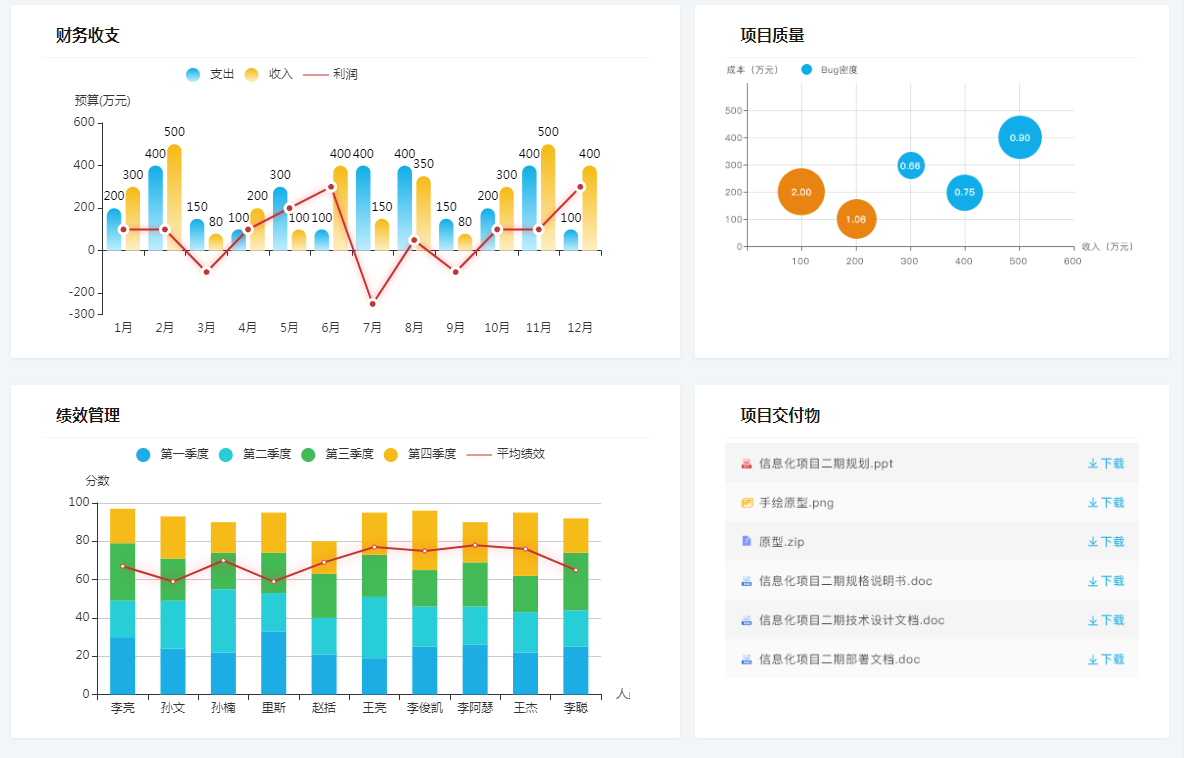 财务收支
支出 收入 利润
预算(万元)
600
400
200
0
-200
-300
200 300 400 500 150 80 100 200 300 100 100 400 400 150 400 350 150 80 200 300 400 500 100 400
1月 2月 3月 4月 5月 6月 7月 8月 9月 10月 11月 12月
项目质量
成本（万元） Bug密度
500
400
300
200
100
0
2.00 1.06 0.66 0.75 0.90
收入（万元）
100 200 300 400 500 600
绩效管理
第一季度 第二季度 第三季度 第四季度 平均绩效
分数
100
80
60
40
20
0
人
李亮 孙文 孙楠 里斯 赵括 王亮 李俊凯 李阿瑟 王杰 李聪
项目交付物
信息化项目二期规划.ppt 下载
手绘原型.png 下载
原型.zip 下载
信息化项目二期规格说明书.doc 下载
信息化项目二期技术设计文档.doc 下载
信息化项目二期部署文档.doc 下载